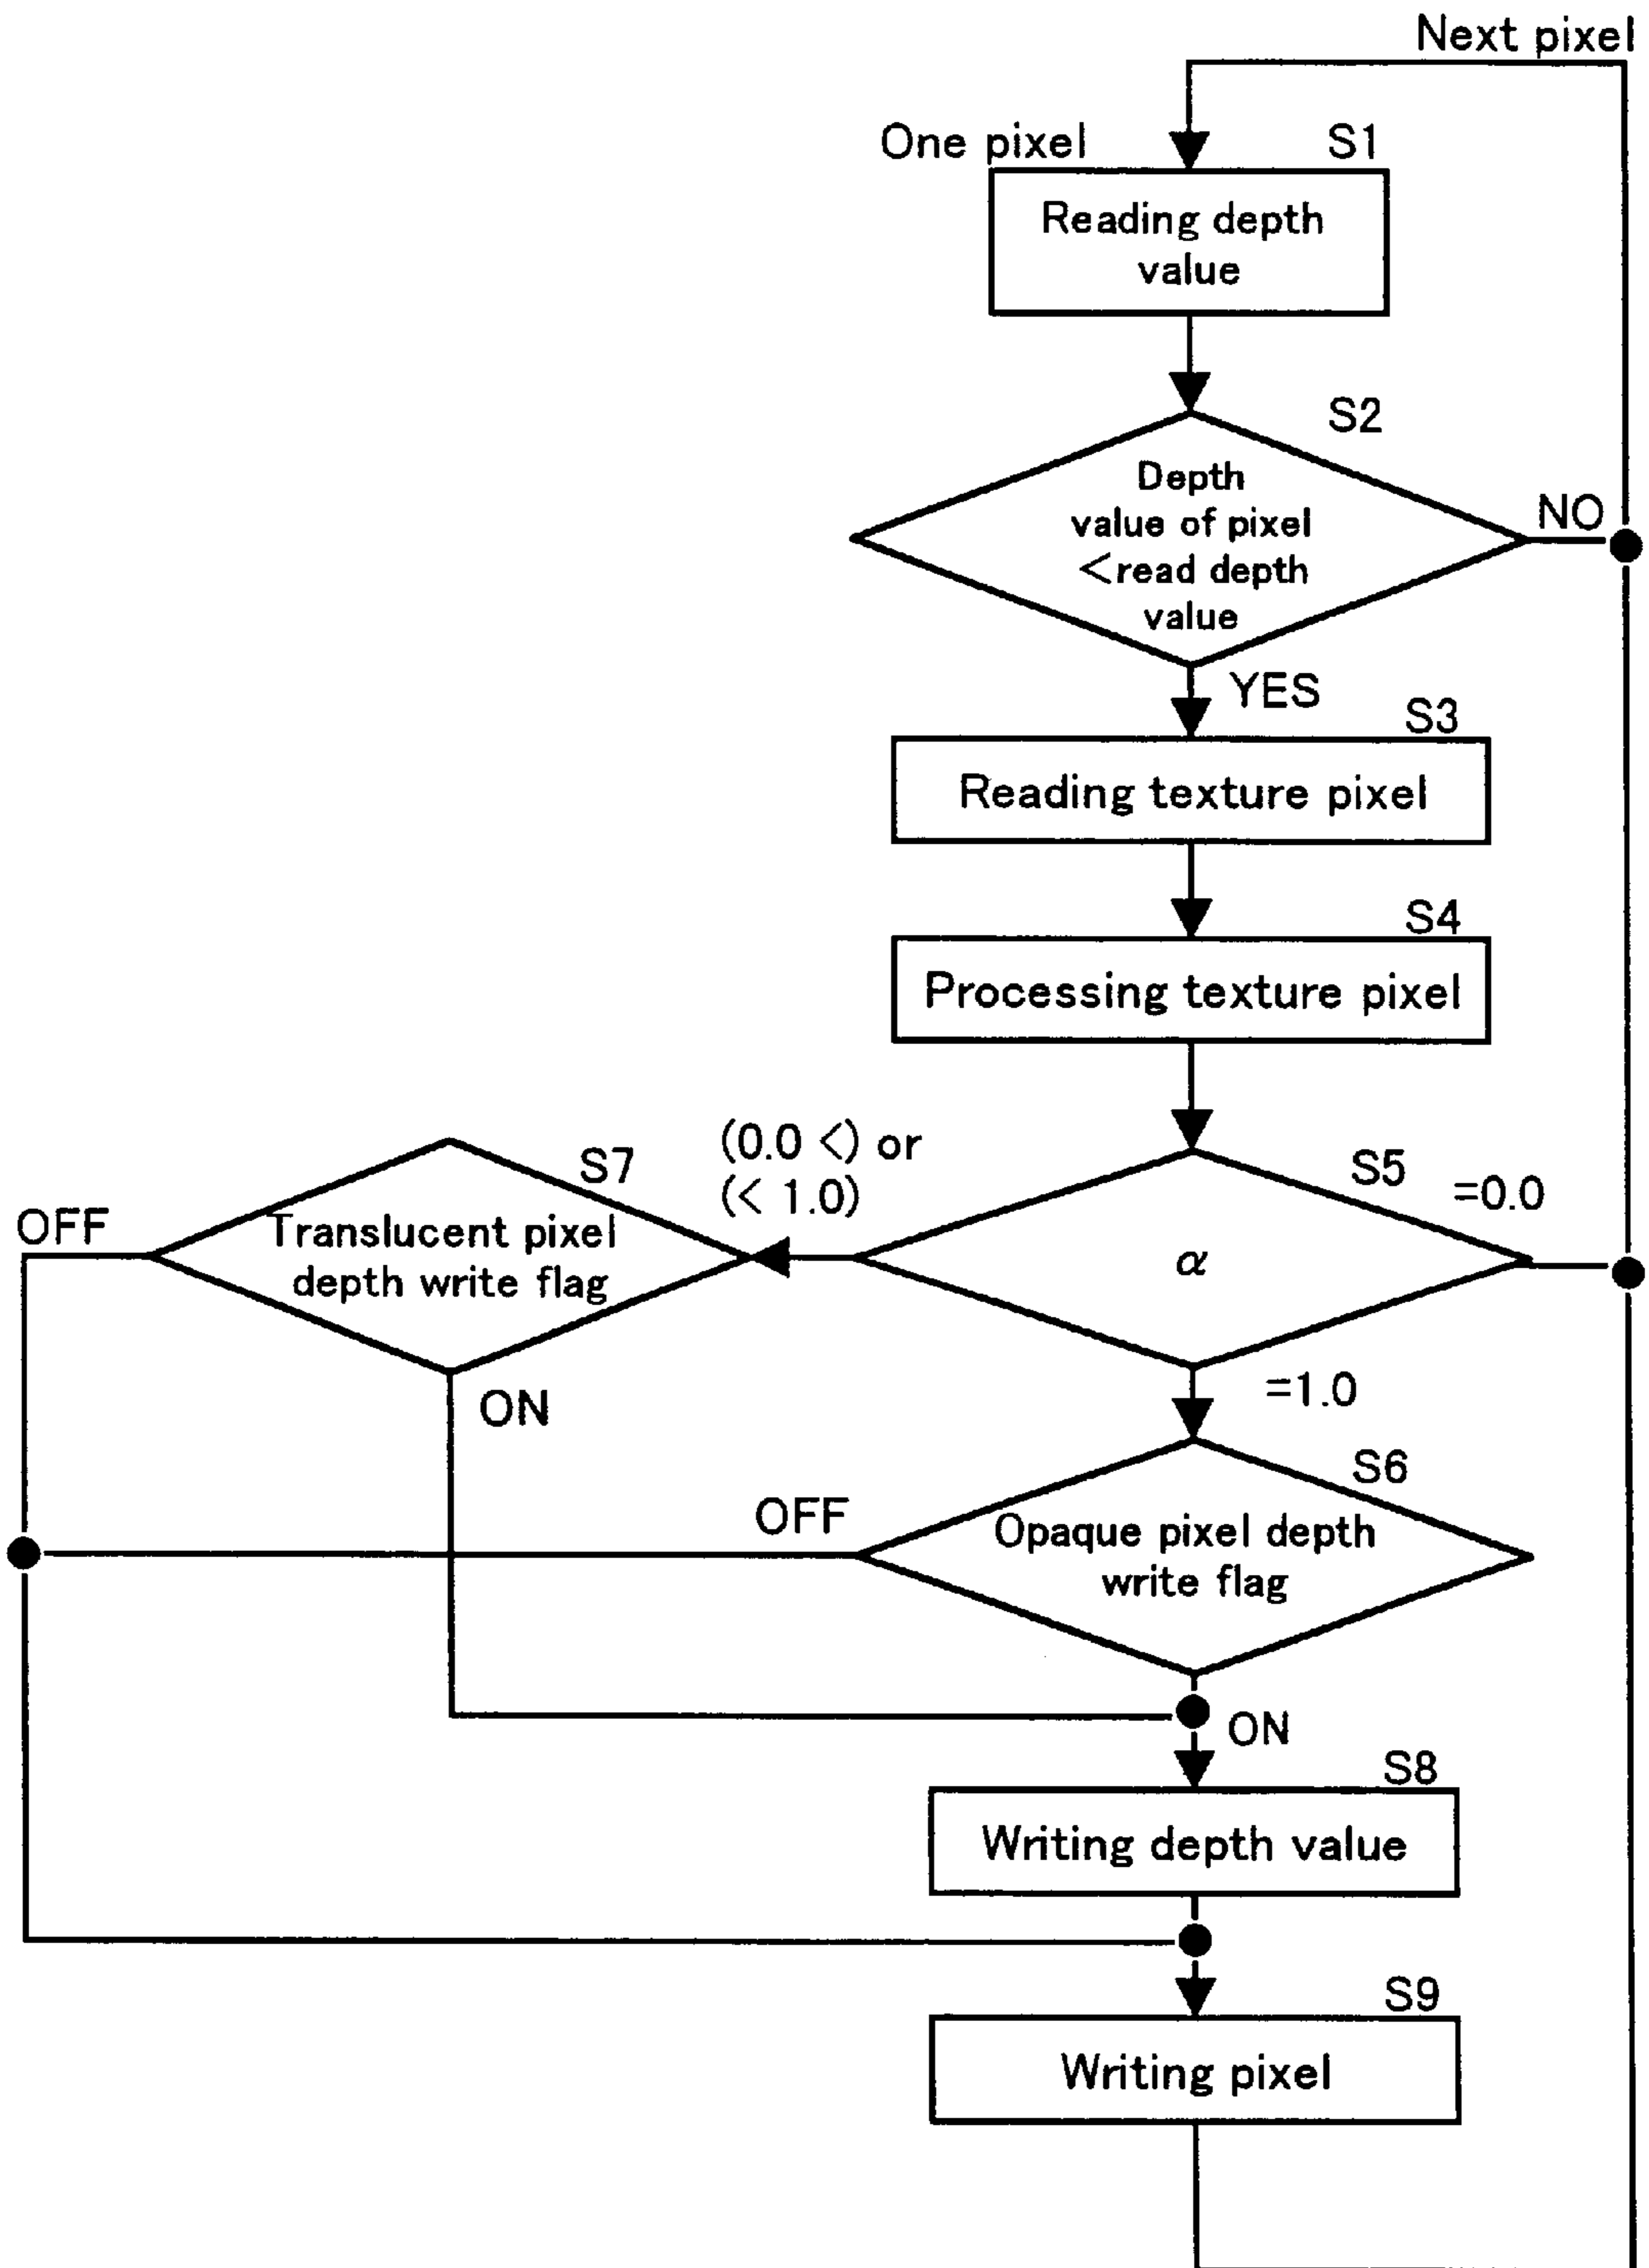 Next pixel
One pixel
S1
Reading depth
value
S2
Depth
value of pixel
<read depth
value
NO
YES
S3
Reading texture pixel
S4
Processing texture pixel
(0.0 <) or
(< 1.0)
S5
=0.0
α
S7
OFF
Translucent pixel
depth write flag
ON
=1.0
S6
OFF
Opaque pixel depth
write flag
ON
S8
Writing depth value
S9
Writing pixel